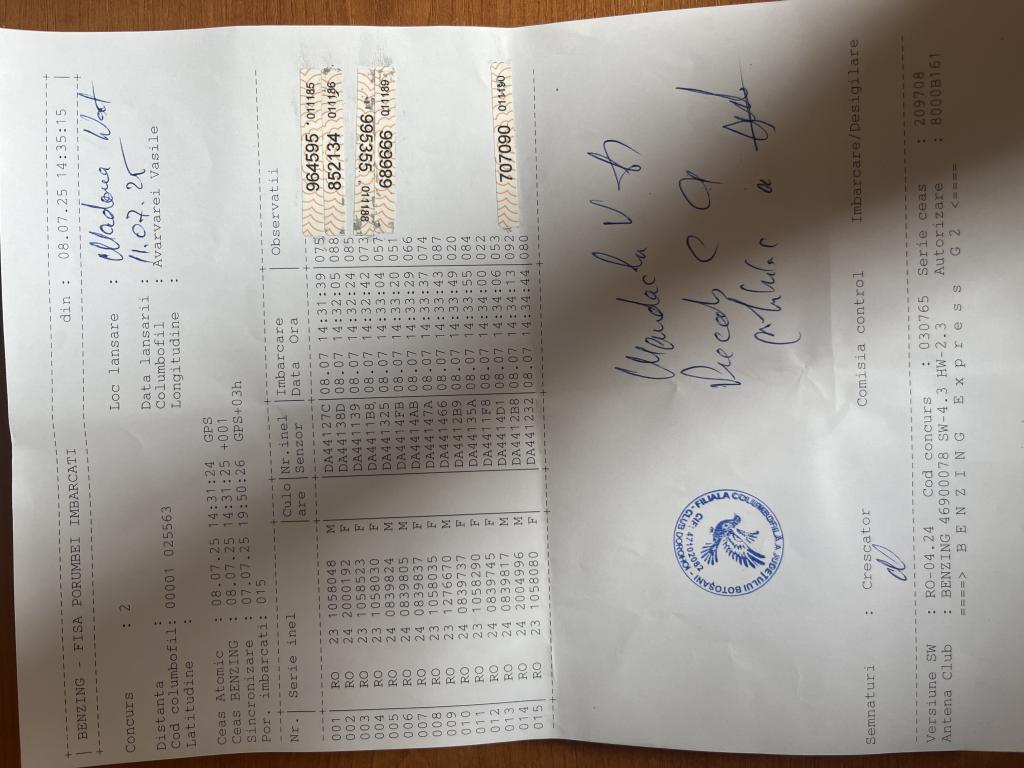 BENZING - FISA PORUMBEI IMBARCATI din : 08.07.25 14:35:15
Concurs : 2 Loc lansare : Madona West
Data lansarii : 11.07.25
Distanta : Columbofil : Avarvarei Vasile
Cod columbofil: 00001 025563 Longitudine :
Latitudine :
Ceas Atomic : 08.07.25 14:31:24 GPS
Ceas BENZING : 08.07.25 14:31:25 +001
Sincronizare : 07.07.25 19:50:26 GPS+03h
Por. imbarcati: 015
Nr. | Serie inel |Culo|Nr.inel |Imbarcare | Observatii
are |Senzor |Data Ora
001 RO 23 1058048 M DA44127C 08.07 14:31:39 075 964595 011185
002 RO 24 2000192 F DA44138D 08.07 14:32:05 088 852134 011186
003 RO 23 1058523 F DA441139 08.07 14:32:24 085
004 RO 23 1058030 F DA4411B8 08.07 14:32:42 073 011188
005 RO 24 0839824 M DA441325 08.07 14:33:04 057 689666 011189
006 RO 24 0839805 M DA4414EB 08.07 14:33:20 051
007 RO 24 0839837 F DA4414AB 08.07 14:33:29 066
008 RO 23 1058035 F DA44147A 08.07 14:33:37 074
009 RO 23 1276670 M DA441466 08.07 14:33:43 087
010 RO 24 0839737 F DA4412B9 08.07 14:33:49 020
011 RO 23 1058290 F DA44135A 08.07 14:33:55 084
012 RO 24 0839745 F DA4411F8 08.07 14:34:00 022
013 RO 24 0839617 M DA4414D1 08.07 14:34:06 053
014 RO 24 2004696 M DA4412B8 08.07 14:34:13 092 707090 011190
015 RO 23 1058080 F DA441232 08.07 14:34:44 080
FILIALA COLUMBOFILA A JUDETULUI BOTOSANI
Semnaturi : Crescator Comisia control Imbarcare/Desigilare
Versiune SW : RO-04.24 Cod concurs : 030765 Serie ceas : 209708
Antena Club : BENZING 46900078 SW-4.3 HW-2.3 Autorizare : 8000B161
====> B E N Z I N G E x p r e s s G 2 <====